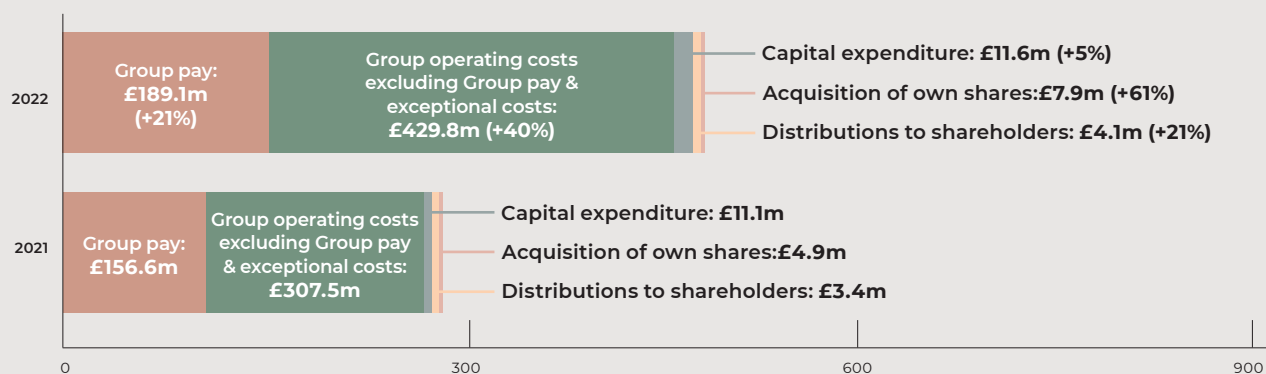 2022
Group pay:
£189.1m
(+21%)
Group operating costs
excluding Group pay &
exceptional costs:
£429.8m (+40%)
Capital expenditure: £11.6m (+5%)
Acquisition of own shares:£7.9m (+61%)
Distributions to shareholders: £4.1m (+21%)
2021
Group pay:
£156.6m
Group operating costs
excluding Group pay
& exceptional costs:
£307.5m
Capital expenditure: £11.1m
Acquisition of own shares:£4.9m
Distributions to shareholders: £3.4m
0 300 600 900